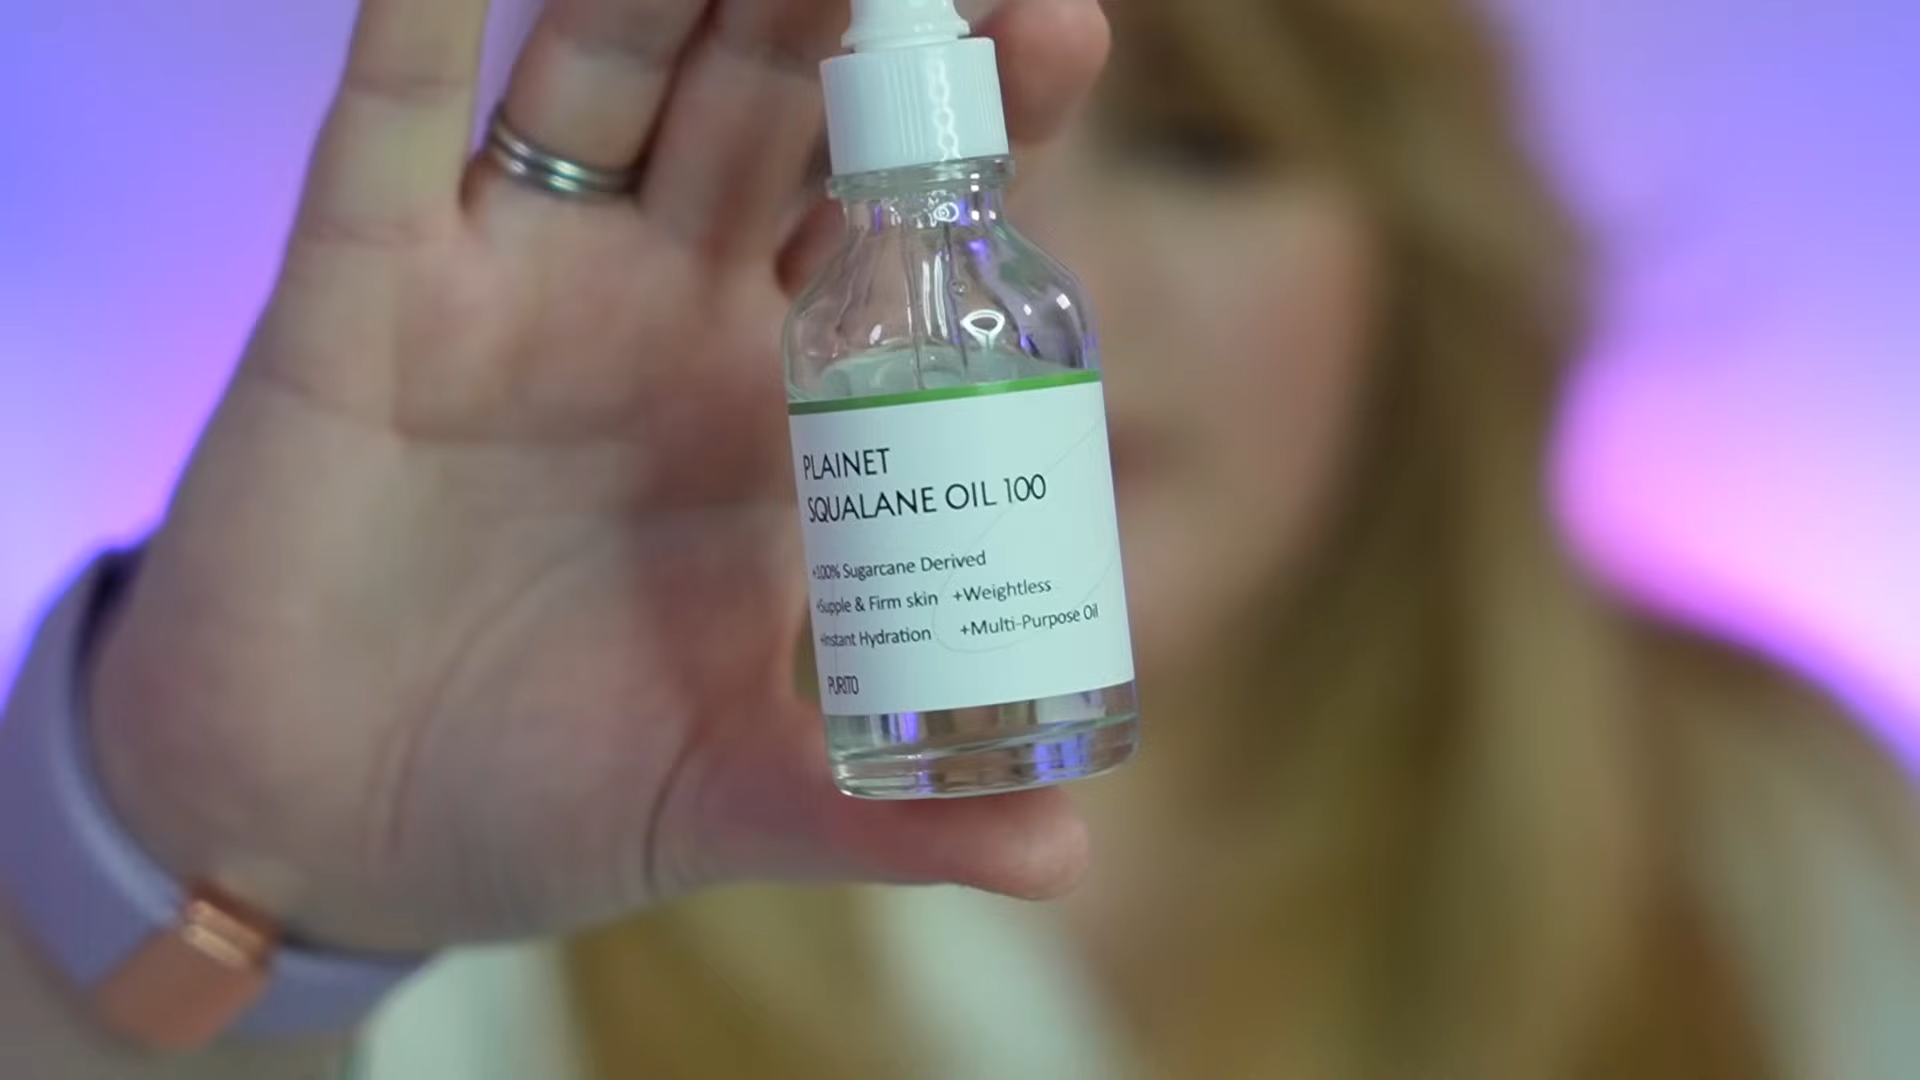 PLAINET
SQUALANE OIL 100
+100% Sugarcane Derived
+Supple & Firm skin +Weightless
+Instant Hydration +Multi-Purpose Oil
PURITO